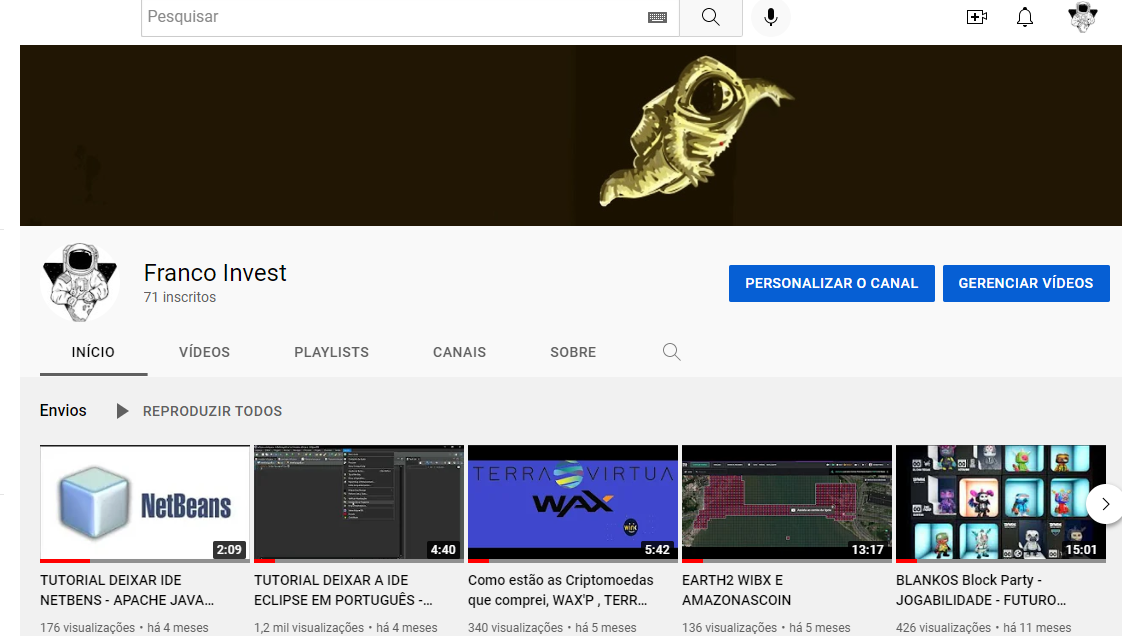 Pesquisar
Franco Invest
71 inscritos
PERSONALIZAR O CANAL
GERENCIAR VÍDEOS
INÍCIO
VÍDEOS
PLAYLISTS
CANAIS
SOBRE
Envios
REPRODUZIR TODOS
NetBeans
2:09
4:40
TERRA VIRTUA
WAX
5:42
13:17
15:01
TUTORIAL DEIXAR IDE
NETBENS - APACHE JAVA...
176 visualizações • há 4 meses
TUTORIAL DEIXAR A IDE
ECLIPSE EM PORTUGUÊS -...
1,2 mil visualizações • há 4 meses
Como estão as Criptomoedas
que comprei, WAX'P , TERR...
340 visualizações • há 5 meses
EARTH2 WIBX E
AMAZONASCOIN
136 visualizações • há 5 meses
BLANKOS Block Party -
JOGABILIDADE - FUTURO...
426 visualizações • há 11 meses